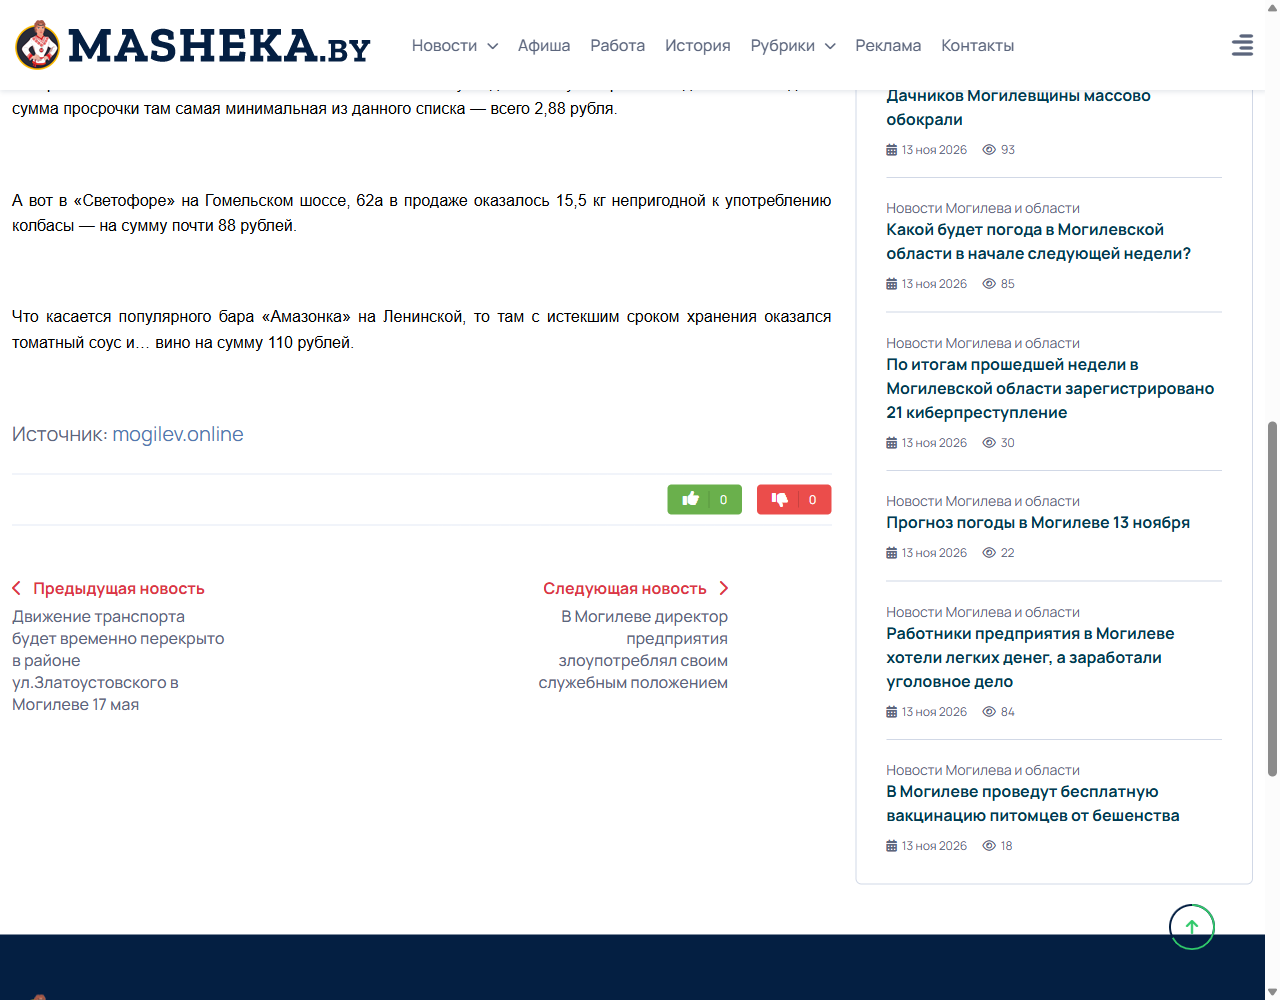 MASHEKA.BY
Новости
Афиша
Работа
История
Рубрики
Реклама
Контакты
сумма просрочки там самая минимальная из данного списка — всего 2,88 рубля.
А вот в «Светофоре» на Гомельском шоссе, 62а в продаже оказалось 15,5 кг непригодной к употреблению
колбасы — на сумму почти 88 рублей.
Что касается популярного бара «Амазонка» на Ленинской, то там с истекшим сроком хранения оказался
томатный соус и… вино на сумму 110 рублей.
Источник: mogilev.online
0
0
Предыдущая новость
Движение транспорта
будет временно перекрыто
в районе
ул.Златоустовского в
Могилеве 17 мая
Следующая новость
В Могилеве директор
предприятия
злоупотреблял своим
служебным положением
Дачников Могилевщины массово
обокрали
13 ноя 2026 93
Новости Могилева и области
Какой будет погода в Могилевской
области в начале следующей недели?
13 ноя 2026 85
Новости Могилева и области
По итогам прошедшей недели в
Могилевской области зарегистрировано
21 киберпреступление
13 ноя 2026 30
Новости Могилева и области
Прогноз погоды в Могилеве 13 ноября
13 ноя 2026 22
Новости Могилева и области
Работники предприятия в Могилеве
хотели легких денег, а заработали
уголовное дело
13 ноя 2026 84
Новости Могилева и области
В Могилеве проведут бесплатную
вакцинацию питомцев от бешенства
13 ноя 2026 18